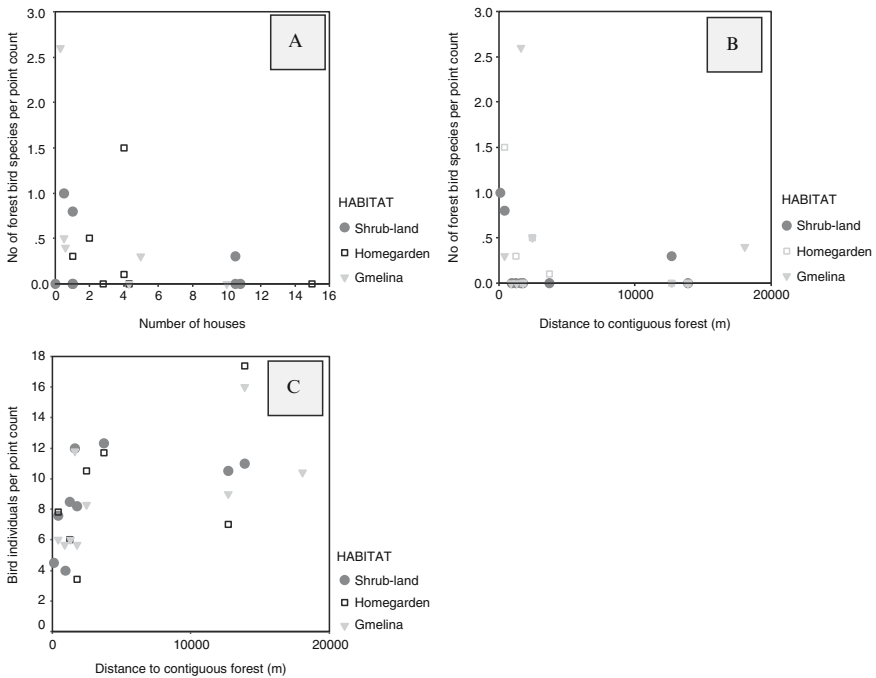 A
No of forest bird species per point count
3.0
2.5
2.0
1.5
1.0
.5
0.0
0 2 4 6 8 10 12 14 16
Number of houses
HABITAT
Shrub-land
Homegarden
Gmelina
B
No of forest bird species per point count
3.0
2.5
2.0
1.5
1.0
.5
0.0
0 10000 20000
Distance to contiguous forest (m)
HABITAT
Shrub-land
Homegarden
Gmelina
C
Bird individuals per point count
18
16
14
12
10
8
6
4
2
0
0 10000 20000
Distance to contiguous forest (m)
HABITAT
Shrub-land
Homegarden
Gmelina